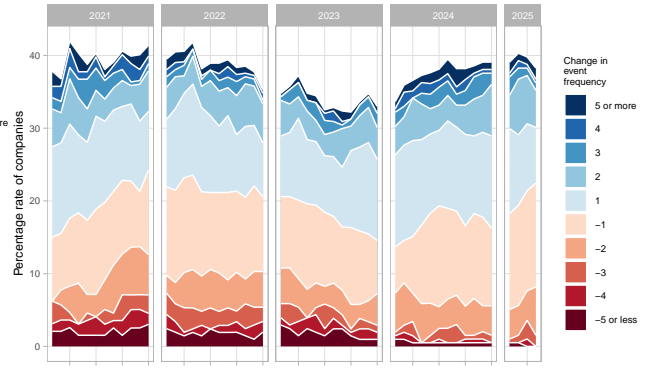 2021 2022 2023 2024 2025
Percentage rate of companies
40
30
20
10
0
re
Change in
event
frequency
5 or more
4
3
2
1
−1
−2
−3
−4
−5 or less